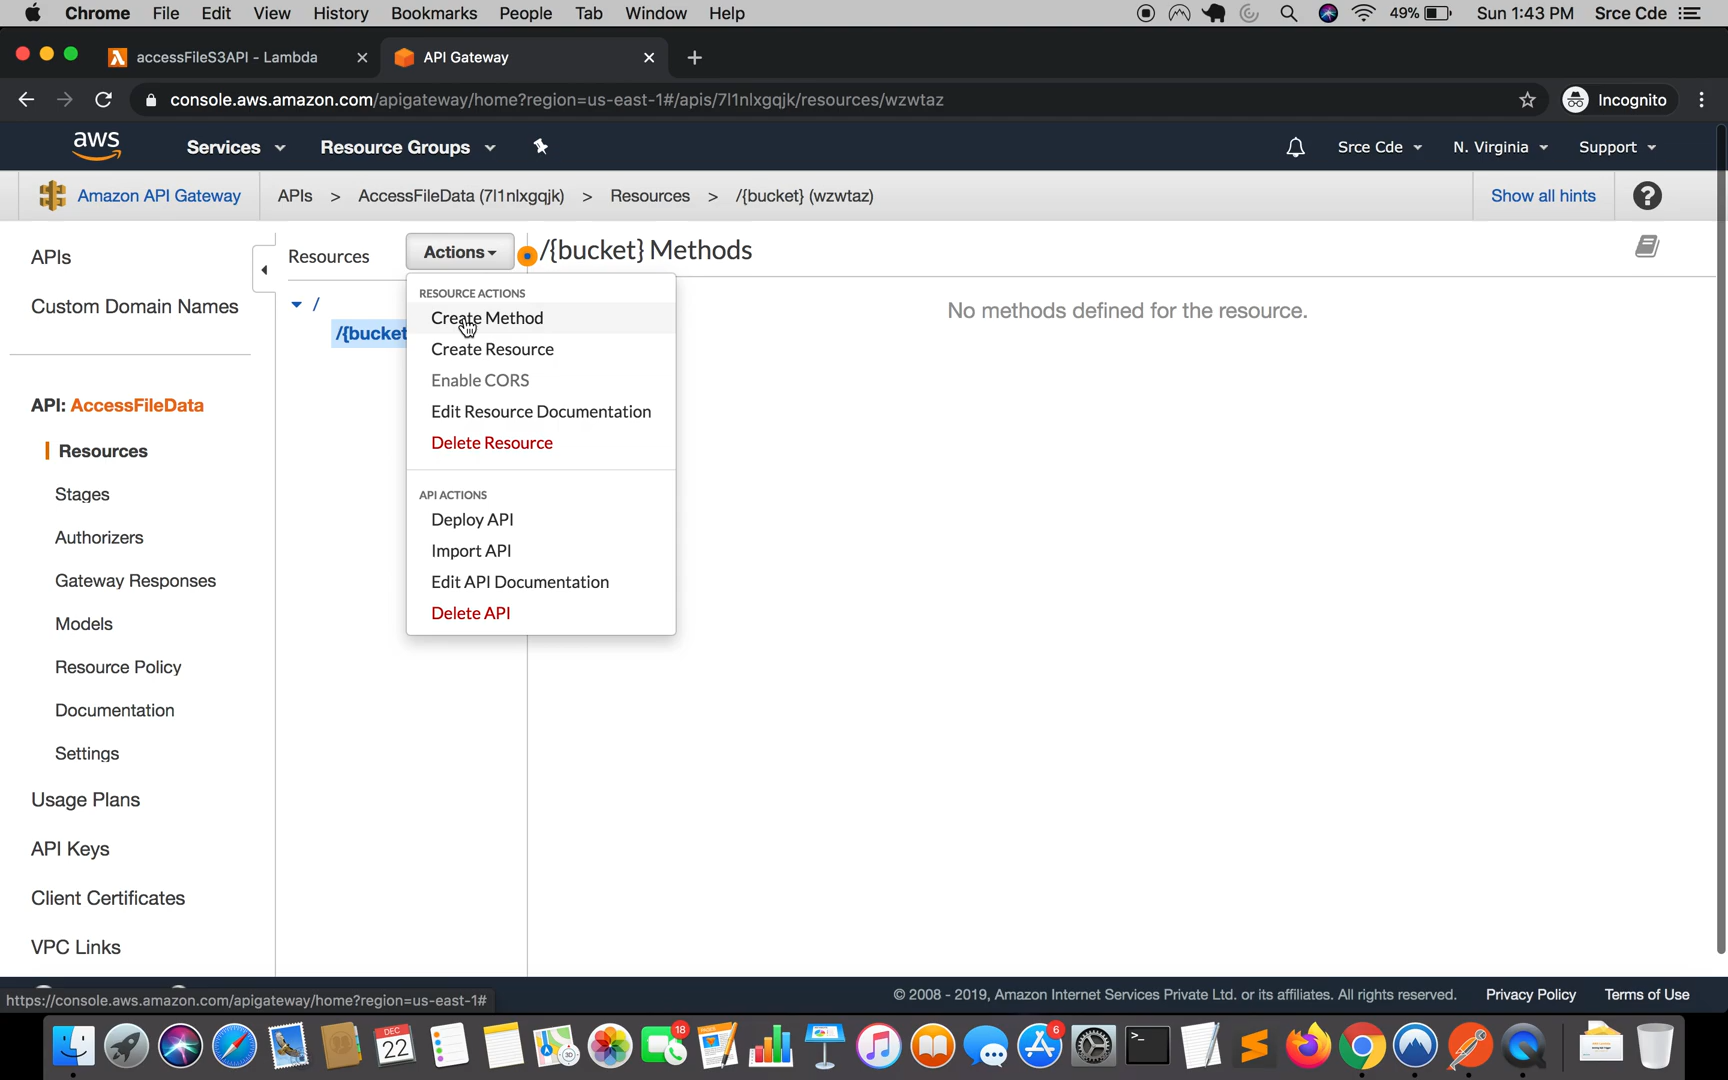 Chrome File Edit View History Bookmarks People Tab Window Help 49% Sun 1:43 PM Srce Cde
accessFileS3API - Lambda API Gateway
console.aws.amazon.com/apigateway/home?region=us-east-1#/apis/7l1nlxgqjk/resources/wzwtaz Incognito
aws Services Resource Groups Srce Cde N. Virginia Support
Amazon API Gateway APIs > AccessFileData (7l1nlxgqjk) > Resources > /{bucket} (wzwtaz) Show all hints ?
APIs
Custom Domain Names
API: AccessFileData
Resources
Stages
Authorizers
Gateway Responses
Models
Resource Policy
Documentation
Settings
Usage Plans
API Keys
Client Certificates
VPC Links
Resources Actions
/
/{bucket
RESOURCE ACTIONS
Create Method
Create Resource
Enable CORS
Edit Resource Documentation
Delete Resource
API ACTIONS
Deploy API
Import API
Edit API Documentation
Delete API
/{bucket} Methods
No methods defined for the resource.
https://console.aws.amazon.com/apigateway/home?region=us-east-1#
© 2008 - 2019, Amazon Internet Services Private Ltd. or its affiliates. All rights reserved. Privacy Policy Terms of Use
DEC
22
3D
18
6